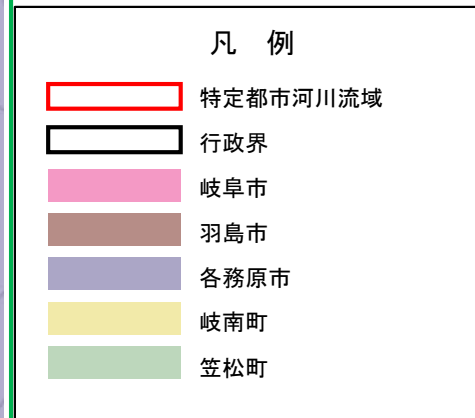 凡 例
特定都市河川流域
行政界
岐阜市
羽島市
各務原市
岐南町
笠松町